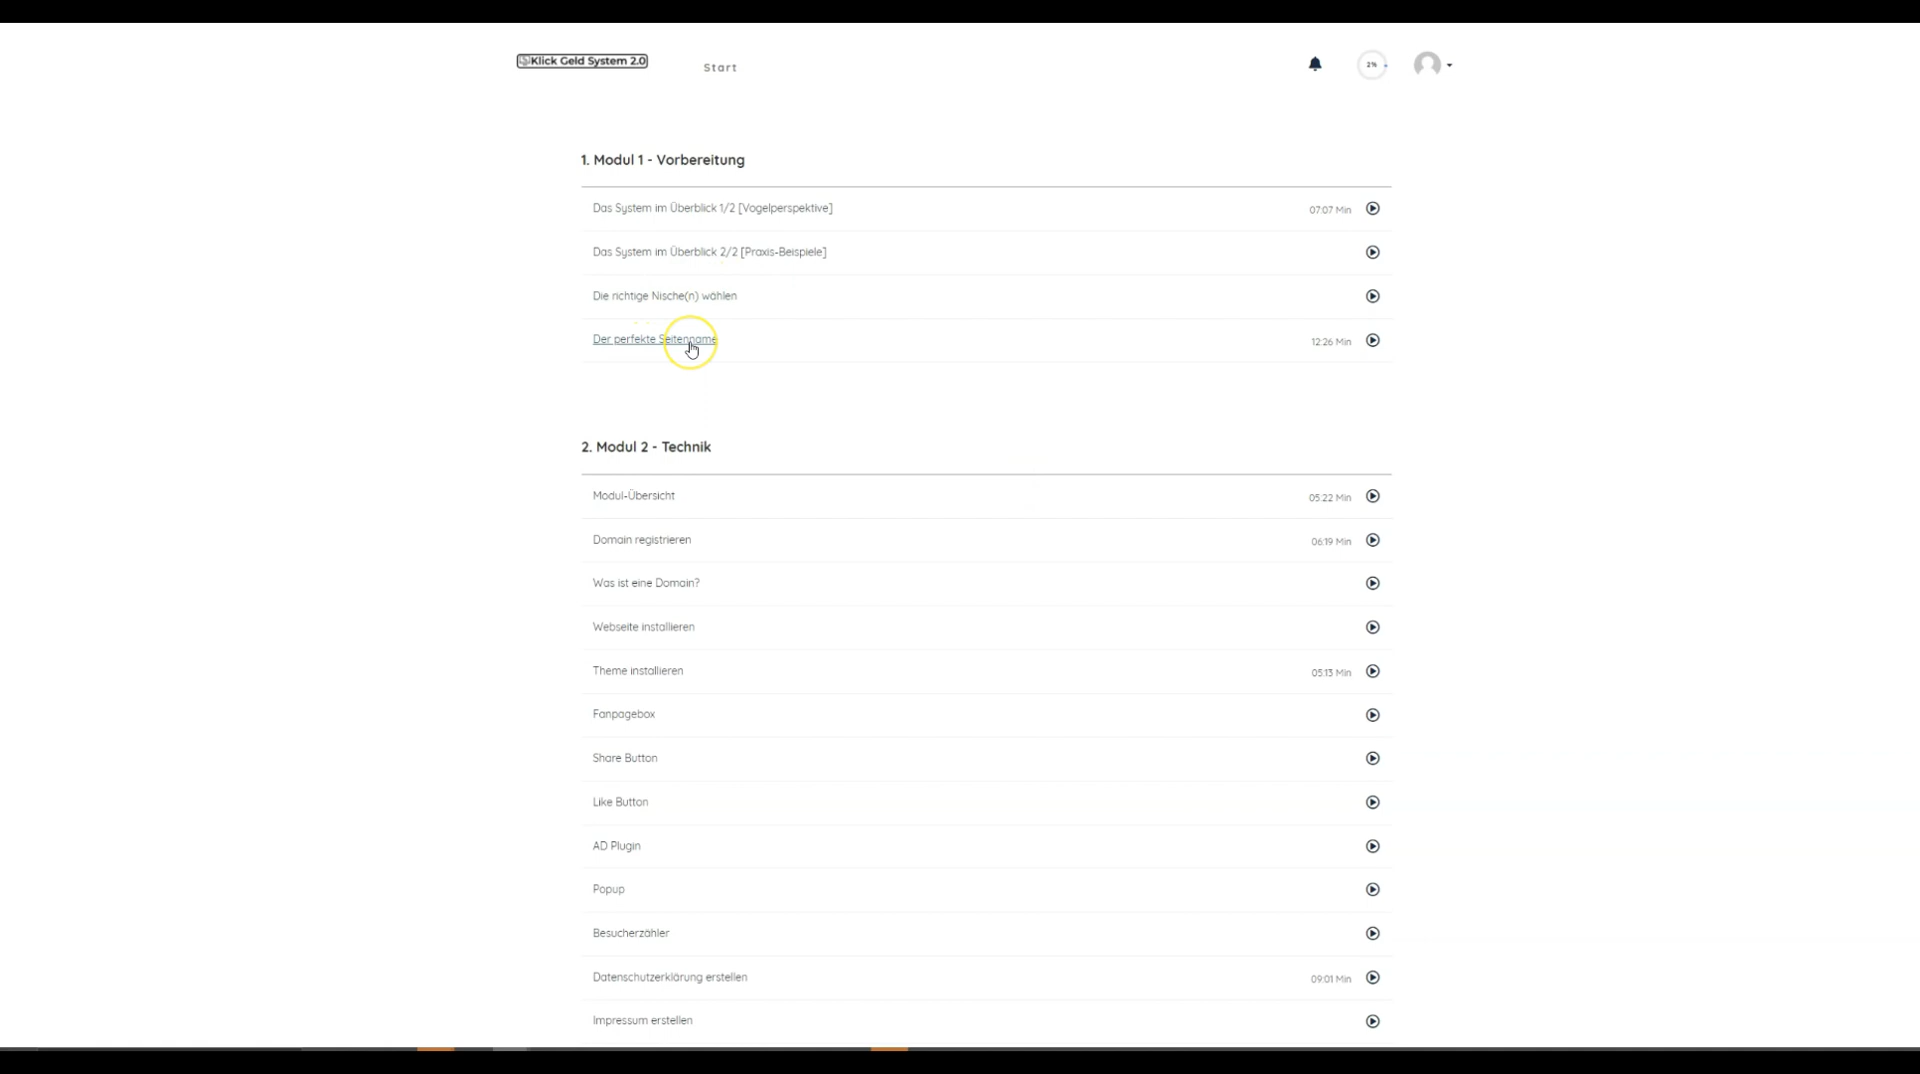 Klick Geld System 2.0
Start
2%
1. Modul 1 - Vorbereitung
Das System im Überblick 1/2 [Vogelperspektive]
07:07 Min
Das System im Überblick 2/2 [Praxis-Beispiele]
Die richtige Nische(n) wählen
Der perfekte Seitenname
12:26 Min
2. Modul 2 - Technik
Modul-Übersicht
05:22 Min
Domain registrieren
06:19 Min
Was ist eine Domain?
Webseite installieren
Theme installieren
05:13 Min
Fanpagebox
Share Button
Like Button
AD Plugin
Popup
Besucherzähler
Datenschutzerklärung erstellen
09:01 Min
Impressum erstellen